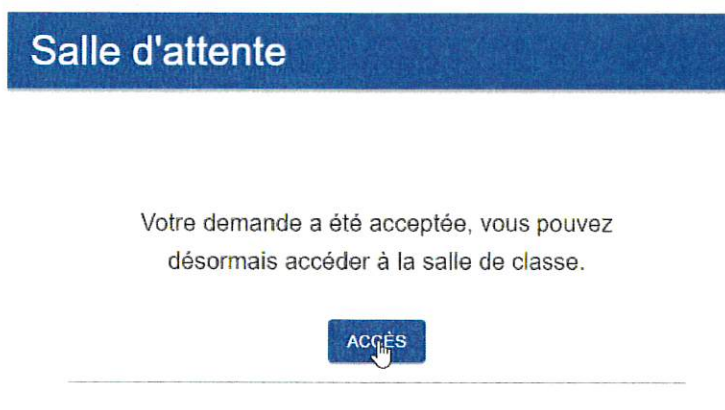 Salle d'attente
Votre demande a été acceptée, vous pouvez
désormais accéder à la salle de classe.
ACCÈS